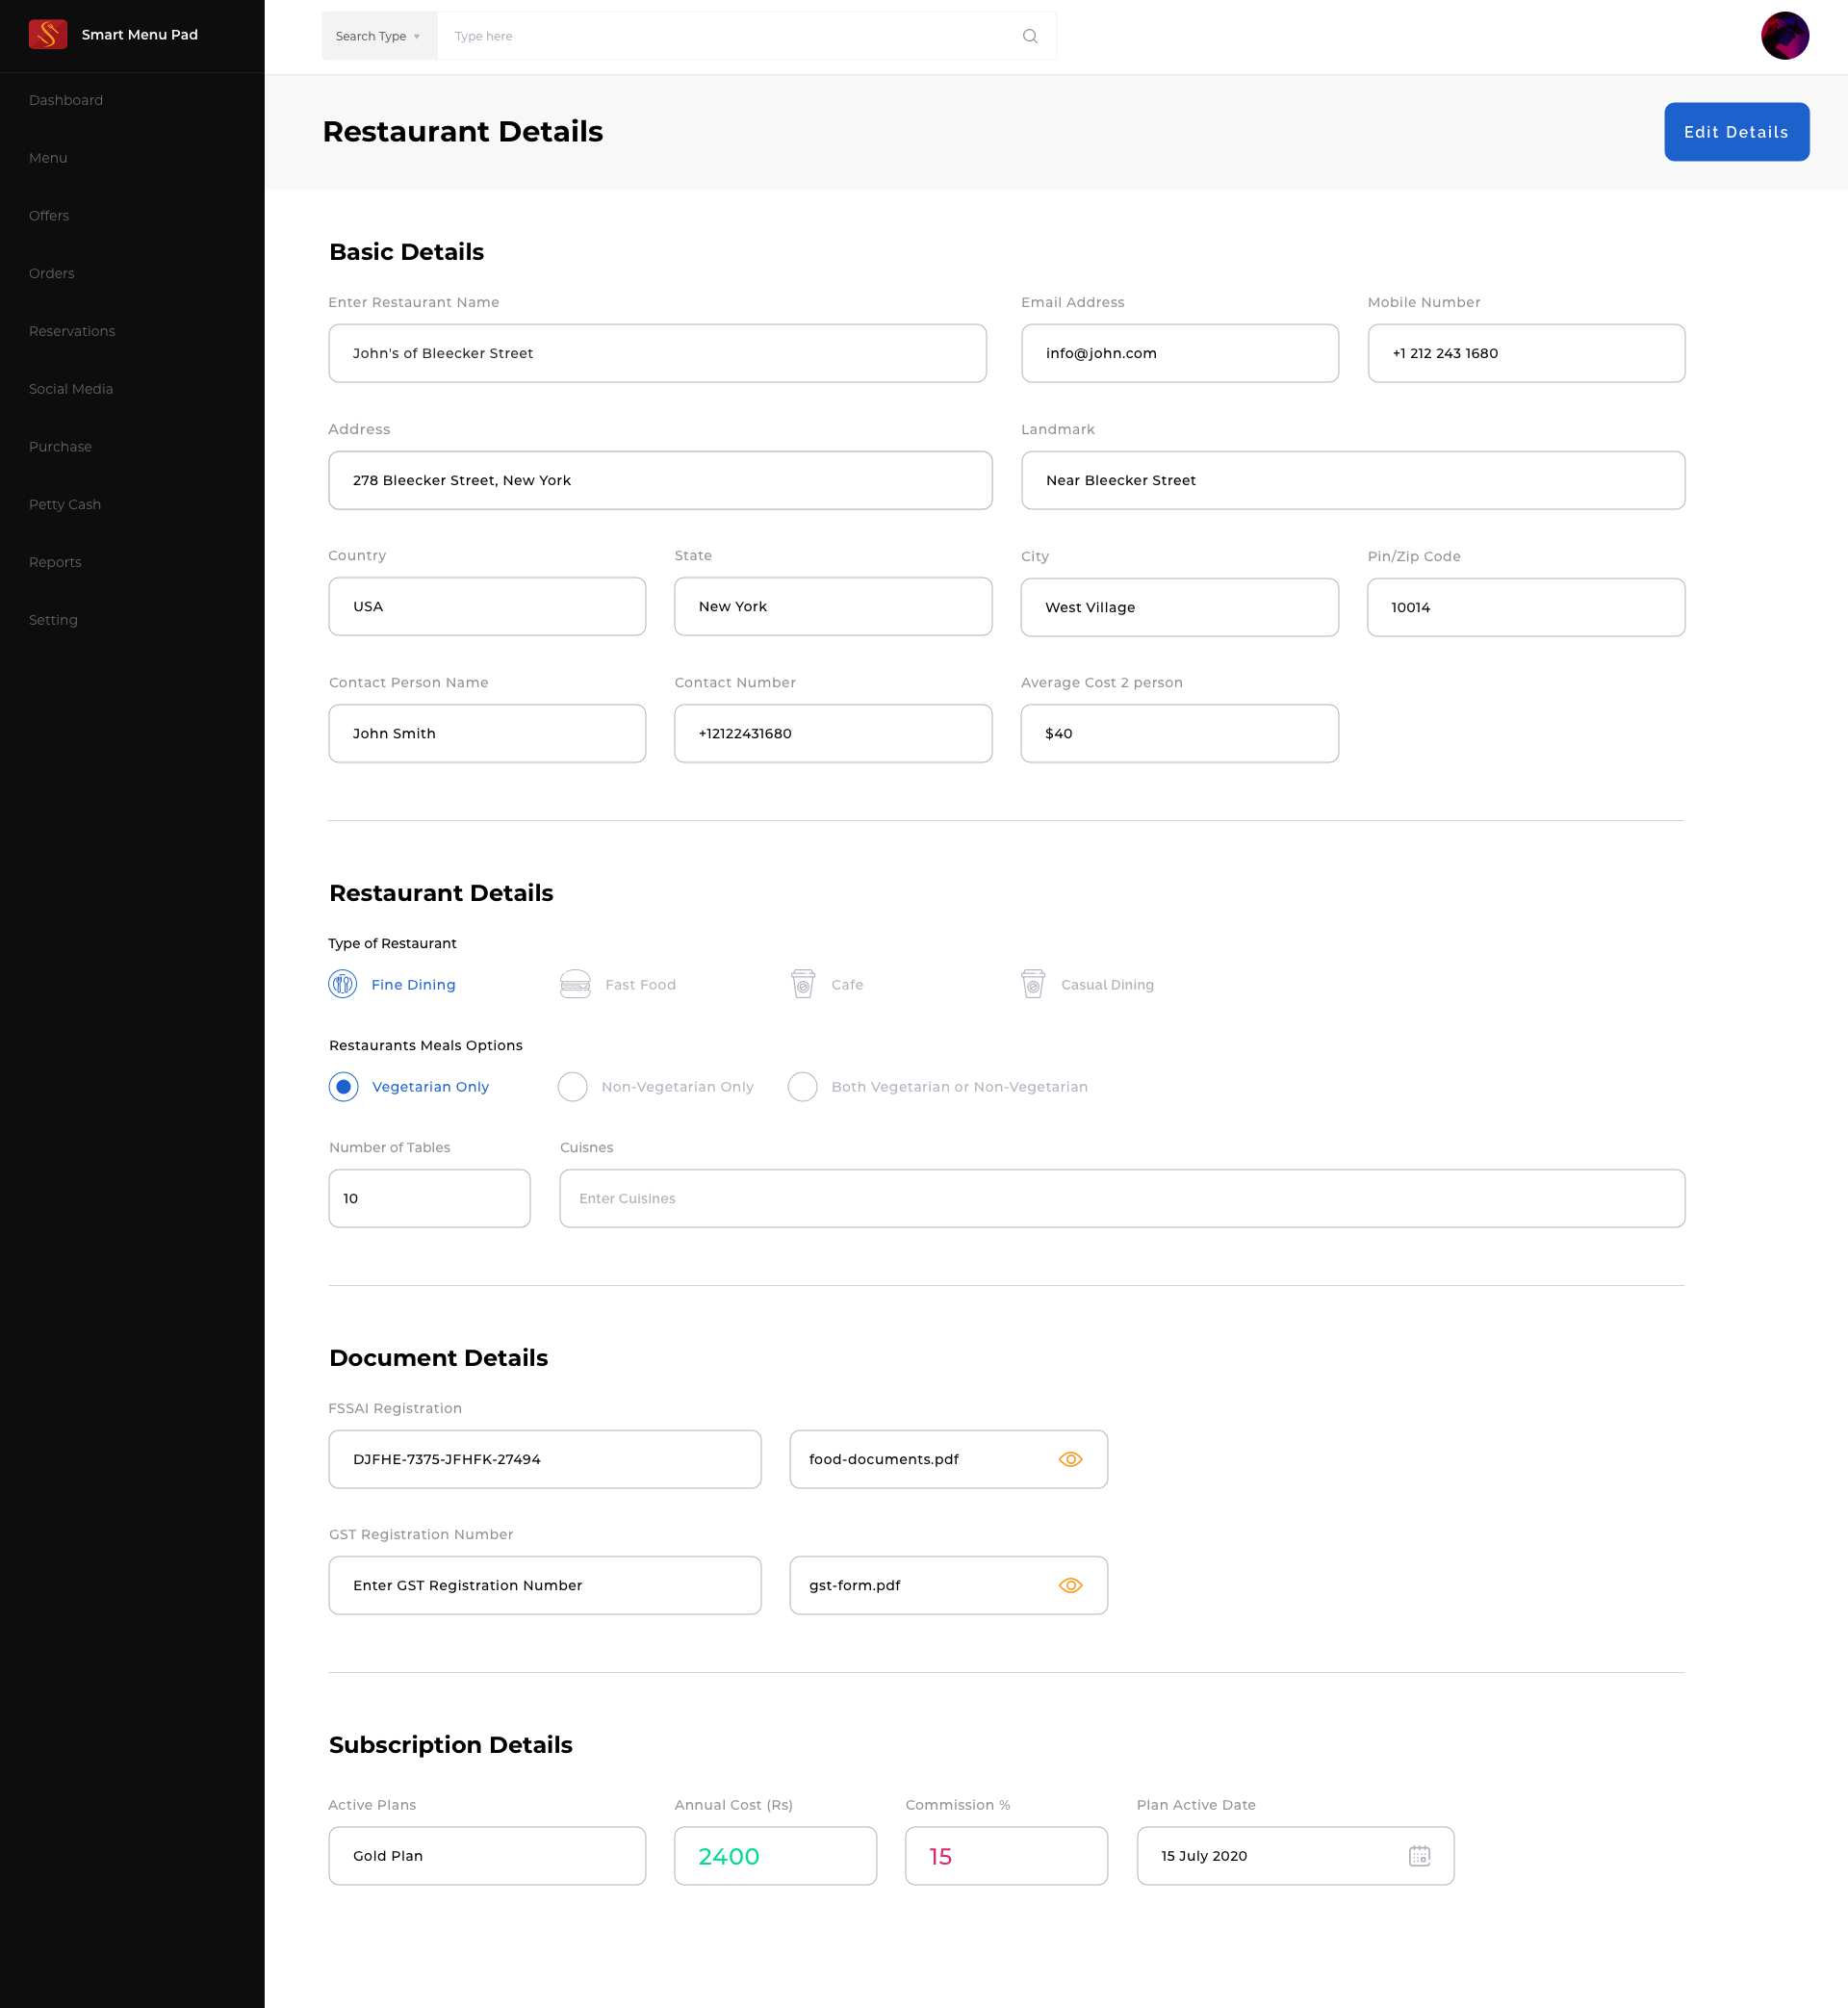 Smart Menu Pad
Search Type
Type here
Dashboard
Menu
Offers
Orders
Reservations
Social Media
Purchase
Petty Cash
Reports
Setting
Restaurant Details
Edit Details
Basic Details
Enter Restaurant Name
Email Address
Mobile Number
John's of Bleecker Street
info@john.com
+1 212 243 1680
Address
Landmark
278 Bleecker Street, New York
Near Bleecker Street
Country
State
City
Pin/Zip Code
USA
New York
West Village
10014
Contact Person Name
Contact Number
Average Cost 2 person
John Smith
+12122431680
$40
Restaurant Details
Type of Restaurant
Fine Dining
Fast Food
Cafe
Casual Dining
Restaurants Meals Options
Vegetarian Only
Non-Vegetarian Only
Both Vegetarian or Non-Vegetarian
Number of Tables
Cuisnes
10
Enter Cuisines
Document Details
FSSAI Registration
DJFHE-7375-JFHFK-27494
food-documents.pdf
GST Registration Number
Enter GST Registration Number
gst-form.pdf
Subscription Details
Active Plans
Annual Cost (Rs)
Commission %
Plan Active Date
Gold Plan
2400
15
15 July 2020